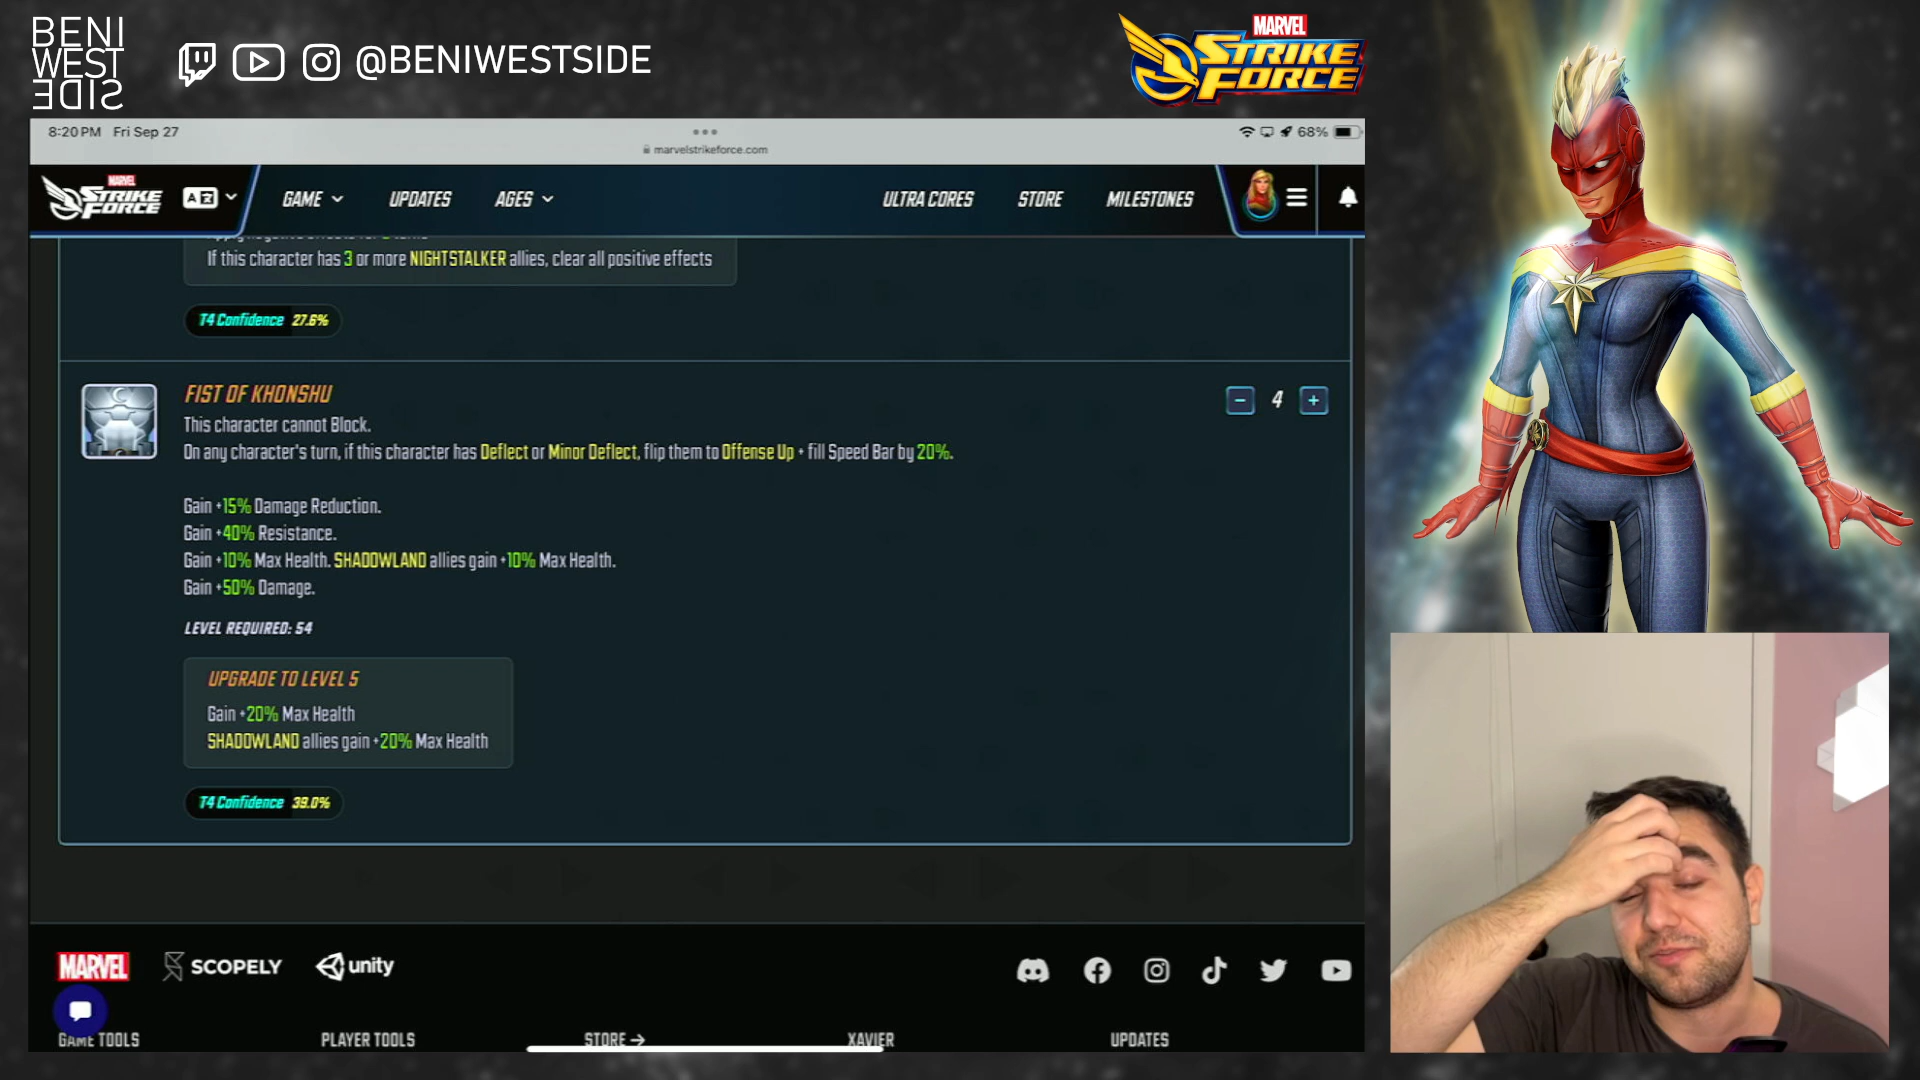 BENI
WEST
SIDE
@BENIWESTSIDE
MARVEL
STRIKE
FORCE
8:20 PM Fri Sep 27
marvelstrikeforce.com
68%
MARVEL
STRIKE
FORCE
GAME
UPDATES
AGES
ULTRA CORES
STORE
MILESTONES
If this character has 3 or more NIGHTSTALKER allies, clear all positive effects
T4 Confidence 27.6%
FIST OF KHONSHU
4
This character cannot Block.
On any character's turn, if this character has Deflect or Minor Deflect, flip them to Offense Up + fill Speed Bar by 20%.
Gain +15% Damage Reduction.
Gain +40% Resistance.
Gain +10% Max Health. SHADOWLAND allies gain +10% Max Health.
Gain +50% Damage.
LEVEL REQUIRED: 54
UPGRADE TO LEVEL 5
Gain +20% Max Health
SHADOWLAND allies gain +20% Max Health
T4 Confidence 39.0%
MARVEL
SCOPELY
unity
GAME TOOLS
PLAYER TOOLS
STORE →
XAVIER
UPDATES